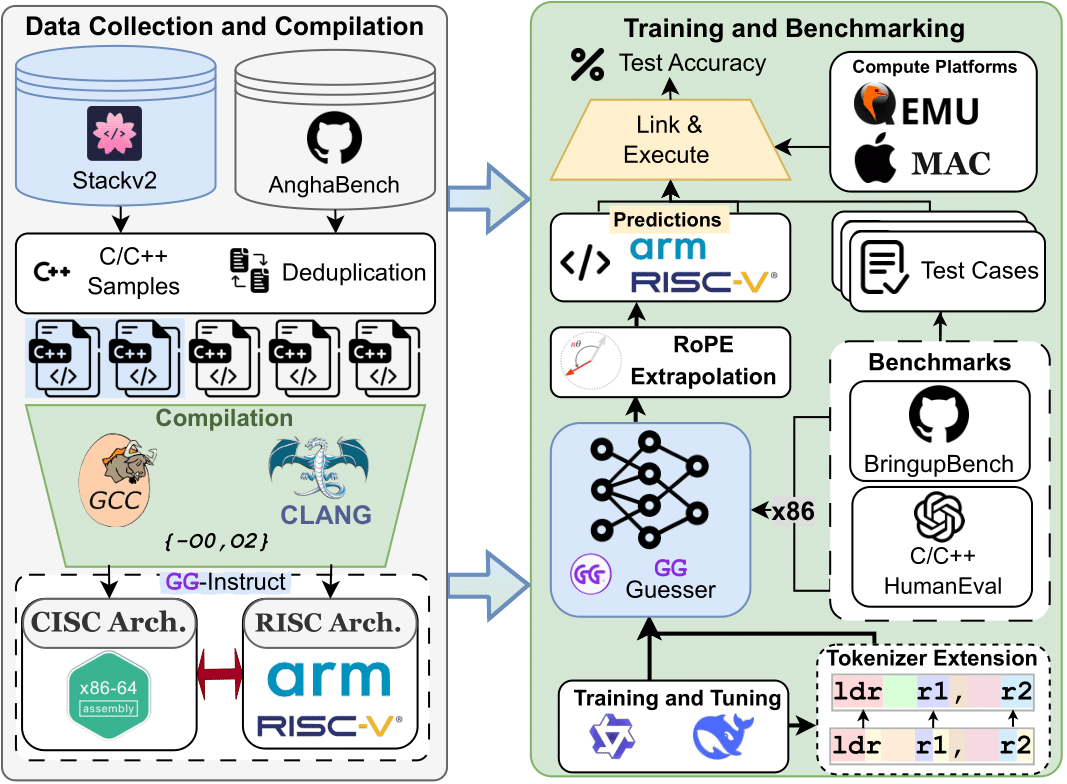 Data Collection and Compilation
</>
Stackv2
AnghaBench
C++
C/C++
Samples
Deduplication
C++
</>
C++
</>
C++
</>
C++
</>
C++
</>
Compilation
GCC
CLANG
{-O0,O2}
GG-Instruct
CISC Arch.
RISC Arch.
x86-64
assembly
arm
RISC-V®
Training and Benchmarking
% Test Accuracy
Compute Platforms
QEMU
MAC
Link &
Execute
Predictions
</>
arm
RISC-V®
Test Cases
nθ
RoPE
Extrapolation
Benchmarks
BringupBench
C/C++
HumanEval
x86
GG
GG
Guesser
Training and Tuning
Tokenizer Extension
ldr r1, r2
ldr r1, r2